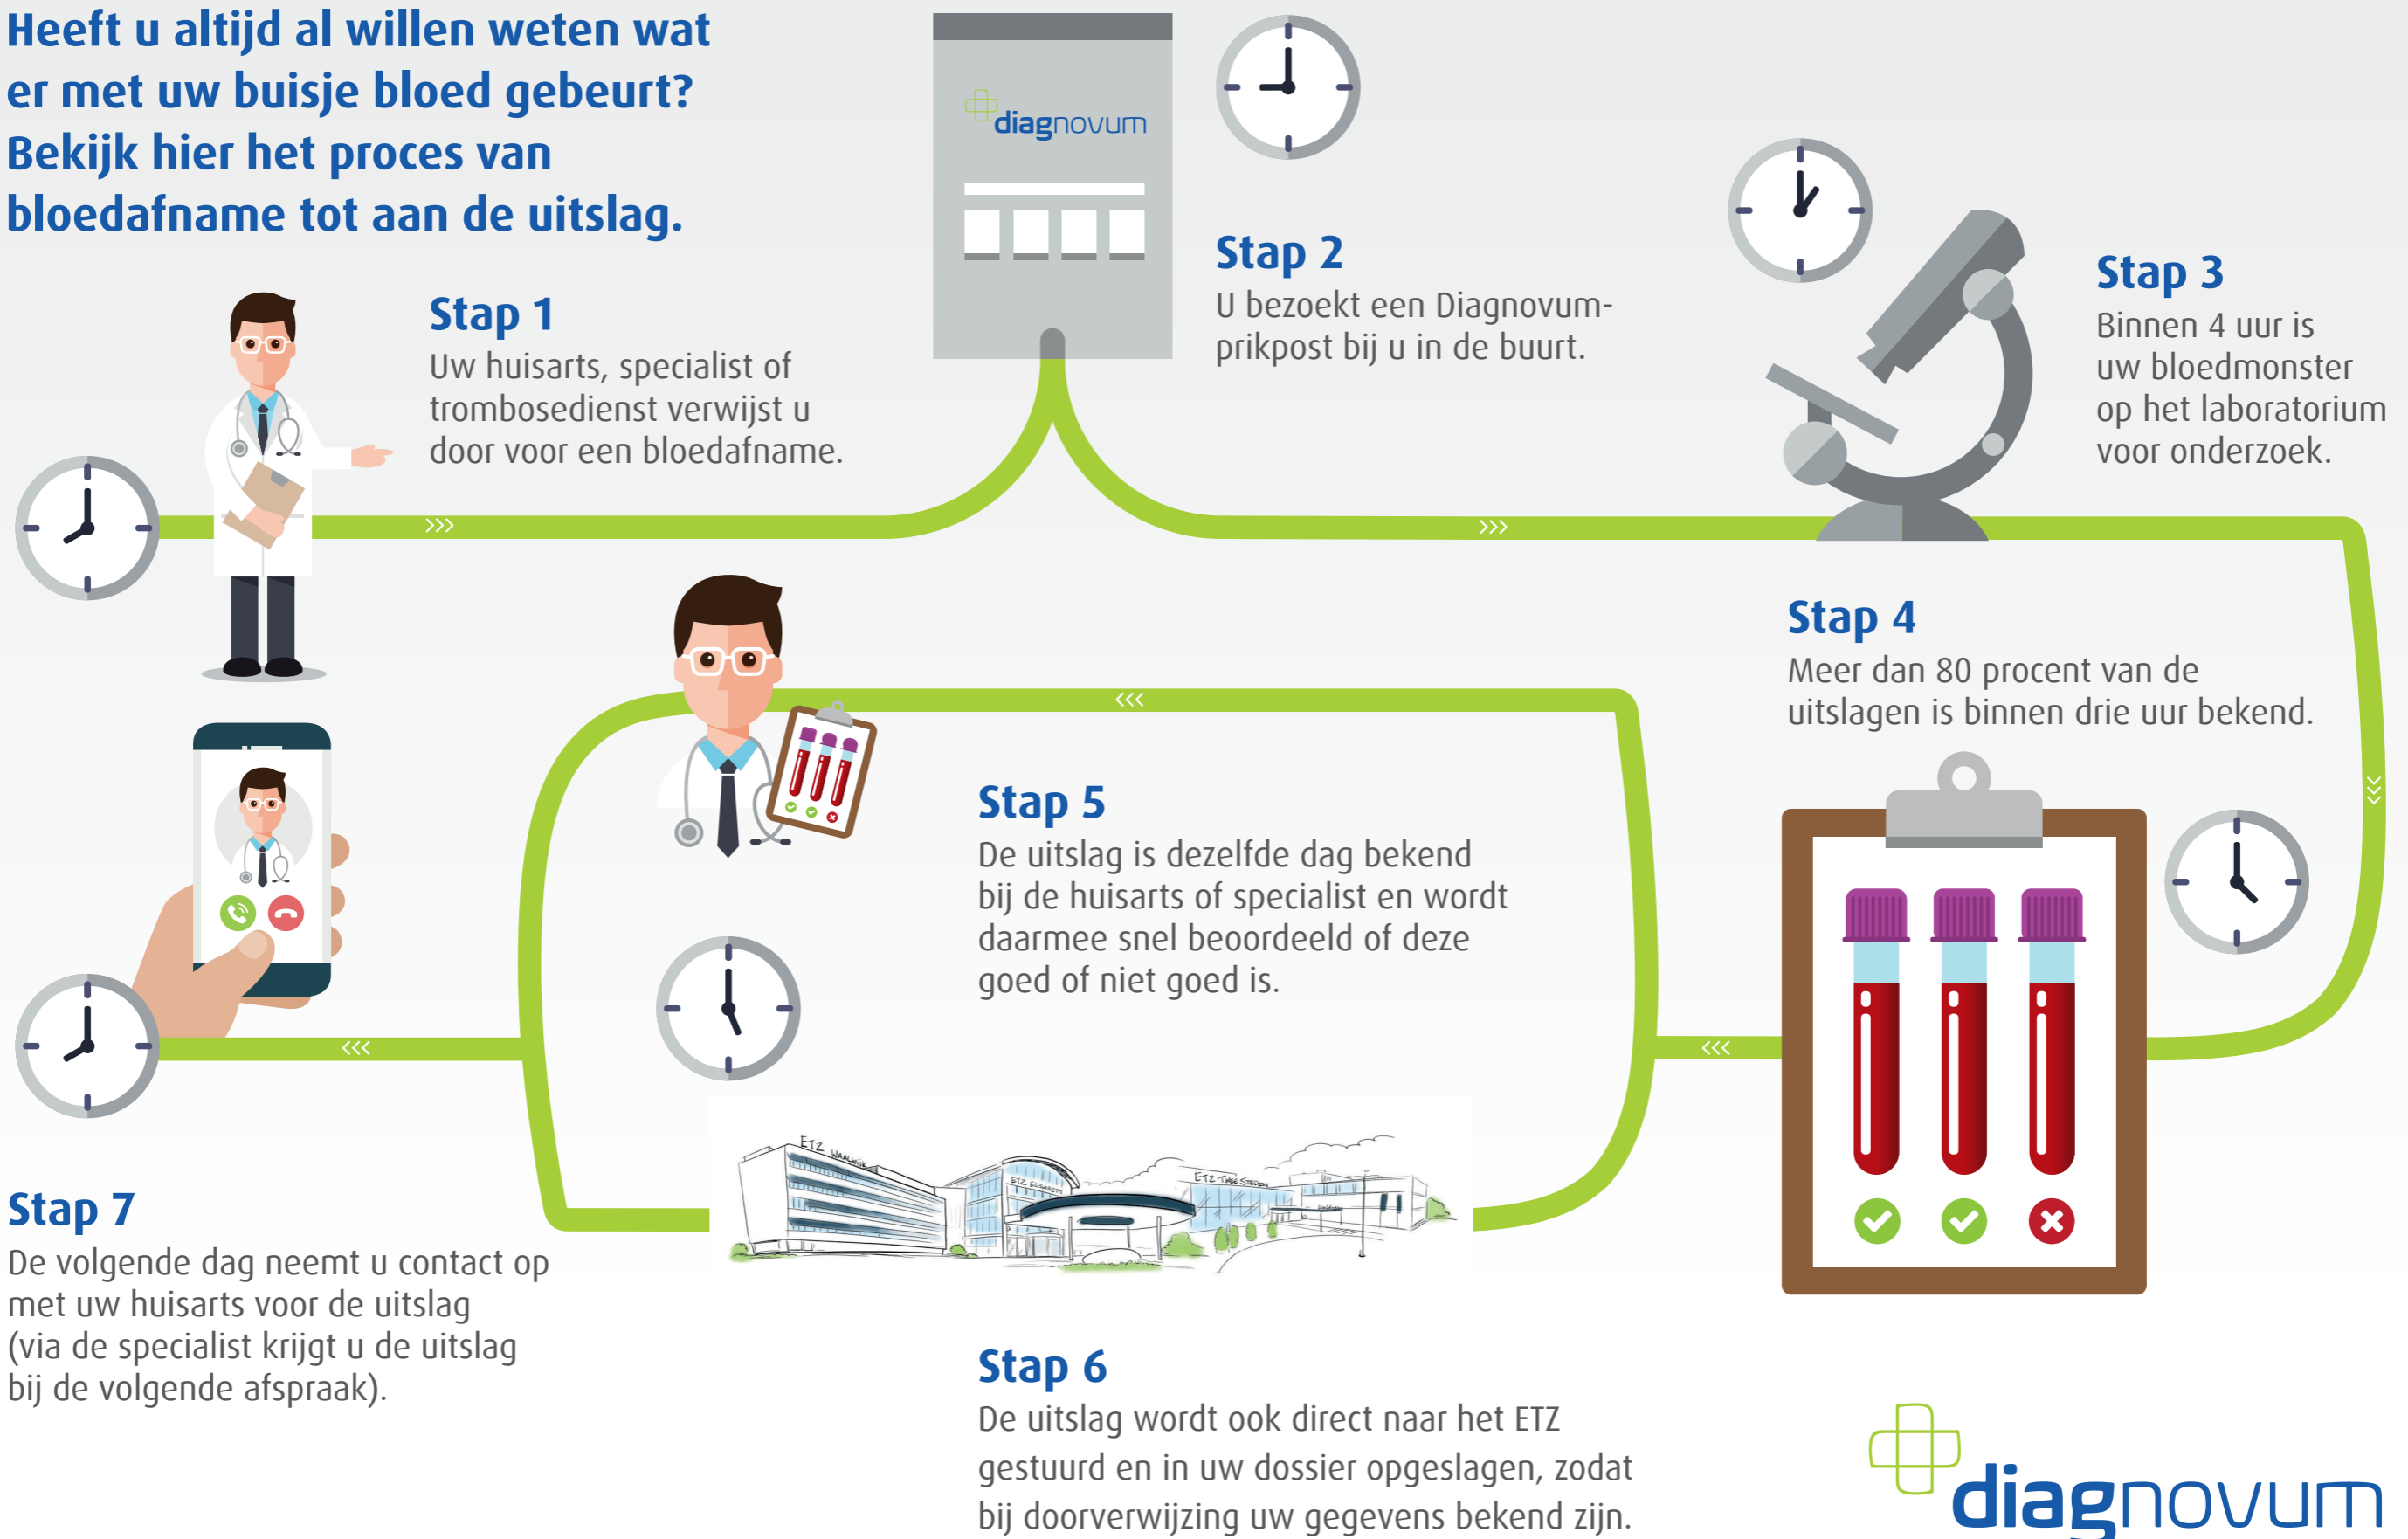 Heeft u altijd al willen weten wat
er met uw buisje bloed gebeurt?
Bekijk hier het proces van
bloedafname tot aan de uitslag.
diagnovum
Stap 1
Uw huisarts, specialist of
trombosedienst verwijst u
door voor een bloedafname.
Stap 2
U bezoekt een Diagnovum-
prikpost bij u in de buurt.
Stap 3
Binnen 4 uur is
uw bloedmonster
op het laboratorium
voor onderzoek.
Stap 4
Meer dan 80 procent van de
uitslagen is binnen drie uur bekend.
Stap 5
De uitslag is dezelfde dag bekend
bij de huisarts of specialist en wordt
daarmee snel beoordeeld of deze
goed of niet goed is.
ETZ WAALWIJK
ETZ ELISABETH
ETZ TWEESTEDEN
Stap 6
De uitslag wordt ook direct naar het ETZ
gestuurd en in uw dossier opgeslagen, zodat
bij doorverwijzing uw gegevens bekend zijn.
Stap 7
De volgende dag neemt u contact op
met uw huisarts voor de uitslag
(via de specialist krijgt u de uitslag
bij de volgende afspraak).
diagnovum